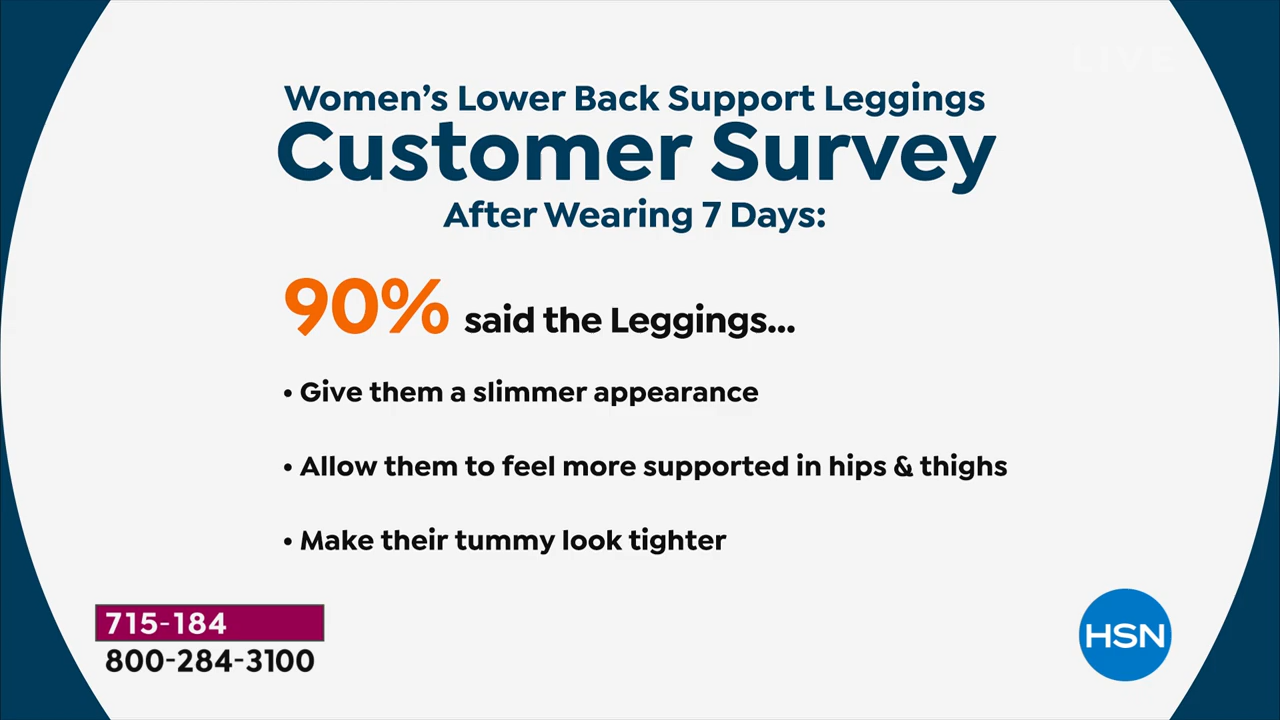 LIVE
Women's Lower Back Support Leggings
Customer Survey
After Wearing 7 Days:
90% said the Leggings...
• Give them a slimmer appearance
• Allow them to feel more supported in hips & thighs
• Make their tummy look tighter
715-184
800-284-3100
HSN